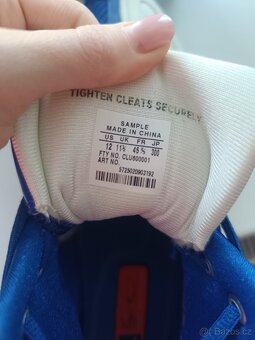 TIGHTEN CLEATS SECURELY
SAMPLE
MADE IN CHINA
US UK FR JP
12 11½ 46⅔ 300
FTY NO. CLU600001
ART NO.
3725020903192
Bazos.cz